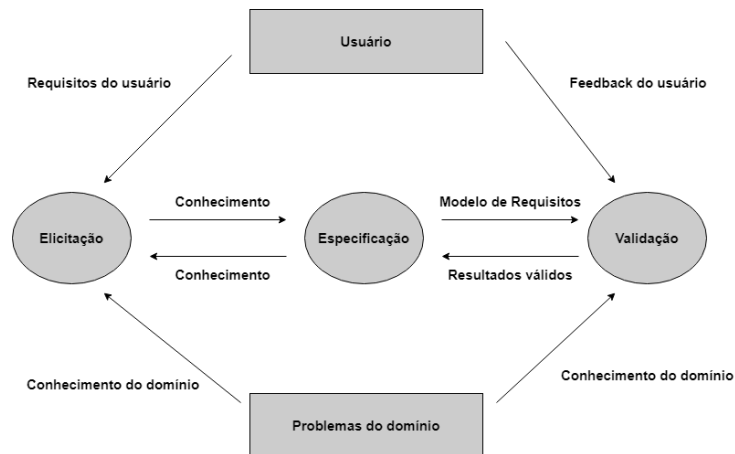 Usuário
Requisitos do usuário
Feedback do usuário
Conhecimento
Modelo de Requisitos
Elicitação
Especificação
Validação
Conhecimento
Resultados válidos
Conhecimento do domínio
Conhecimento do domínio
Problemas do domínio